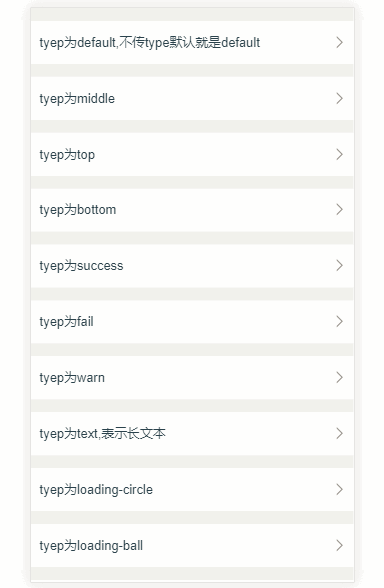 tyep为default,不传type默认就是default
tyep为middle
tyep为top
tyep为bottom
tyep为success
tyep为fail
tyep为warn
tyep为text,表示长文本
tyep为loading-circle
tyep为loading-ball